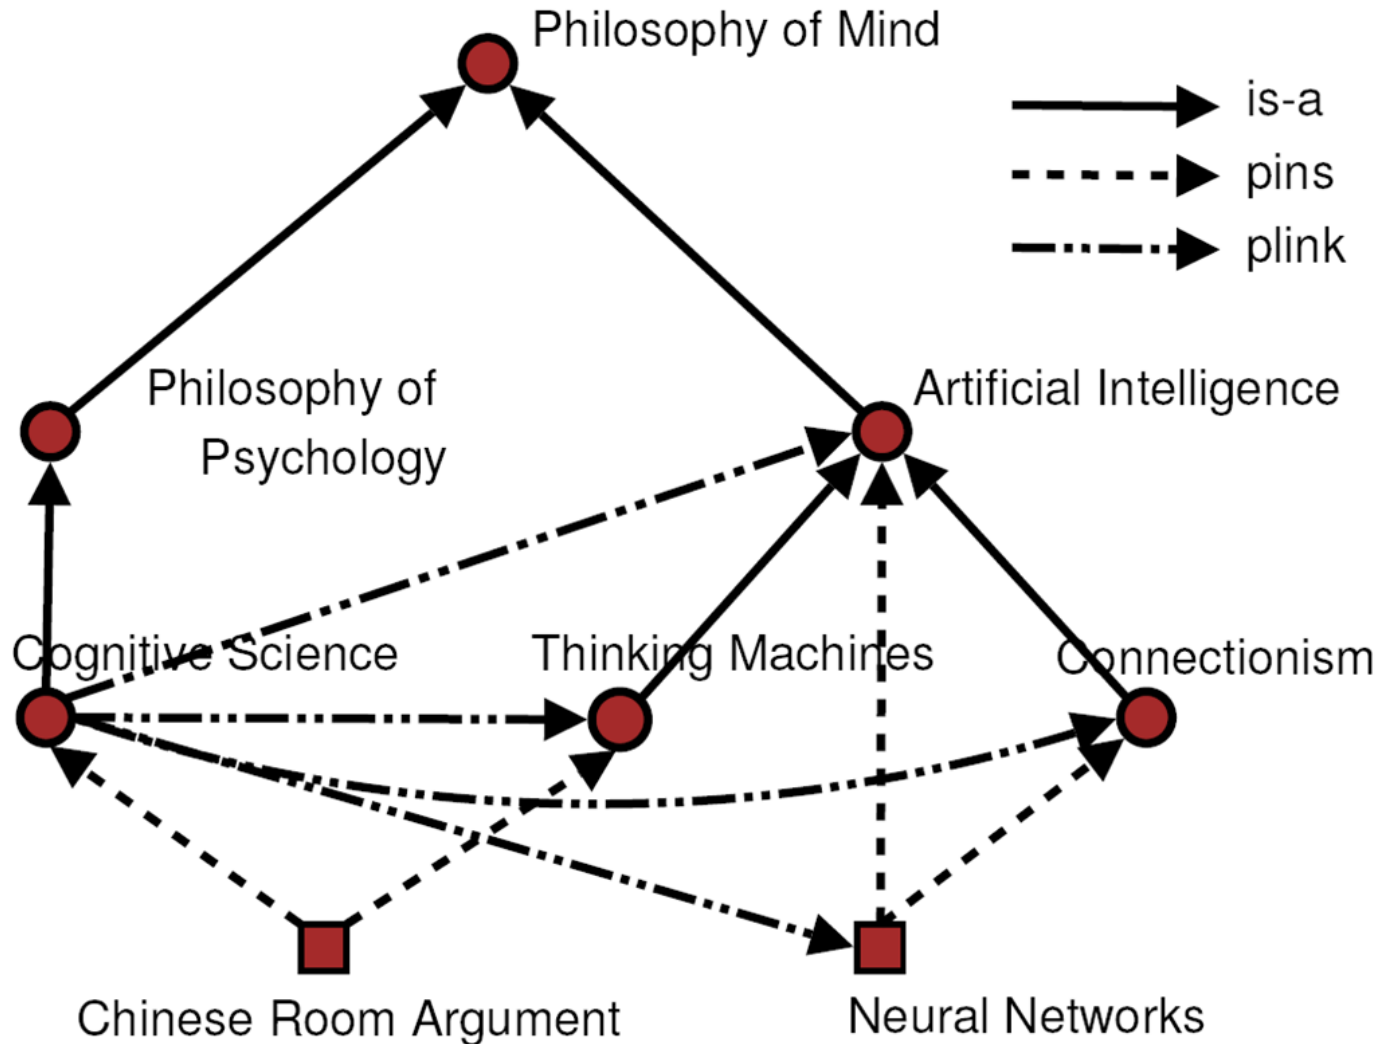 Philosophy of Mind
is-a
pins
plink
Philosophy of
Psychology
Artificial Intelligence
Cognitive Science
Thinking Machines
Connectionism
Chinese Room Argument
Neural Networks